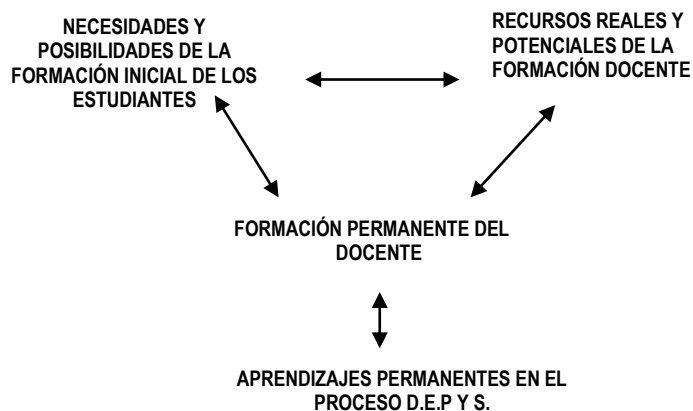 NECESIDADES Y
POSIBILIDADES DE LA
FORMACIÓN INICIAL DE LOS
ESTUDIANTES
RECURSOS REALES Y
POTENCIALES DE LA
FORMACIÓN DOCENTE
FORMACIÓN PERMANENTE DEL
DOCENTE
APRENDIZAJES PERMANENTES EN EL
PROCESO D.E.P Y S.